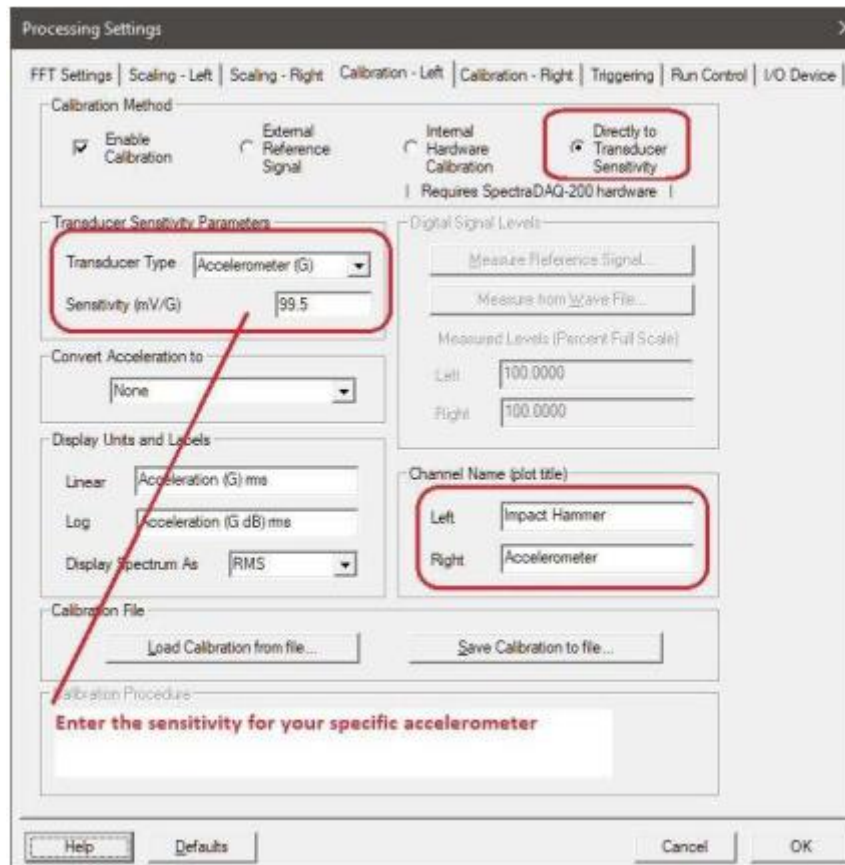 Processing Settings
FFT Settings Scaling - Left Scaling - Right Calibration - Left Calibration - Right Triggering Run Control I/O Device
Calibration Method
Enable Calibration
External Reference Signal
Internal Hardware Calibration
Directly to Transducer Sensitivity
| Requires SpectraDAQ-200 hardware |
Transducer Sensitivity Parameters
Transducer Type Accelerometer (G)
Sensitivity (mV/G) 99.5
Digital Signal Levels
Measure Reference Signal...
Measure from Wave File...
Measured Levels (Percent Full Scale)
Left 100.0000
Right 100.0000
Convert Acceleration to
None
Display Units and Labels
Linear Acceleration (G) rms
Log Acceleration (G dB) rms
Display Spectrum As RMS
Channel Name (plot title)
Left Impact Hammer
Right Accelerometer
Calibration File
Load Calibration from file...
Save Calibration to file...
Calibration Procedure
Enter the sensitivity for your specific accelerometer
Help Defaults Cancel OK